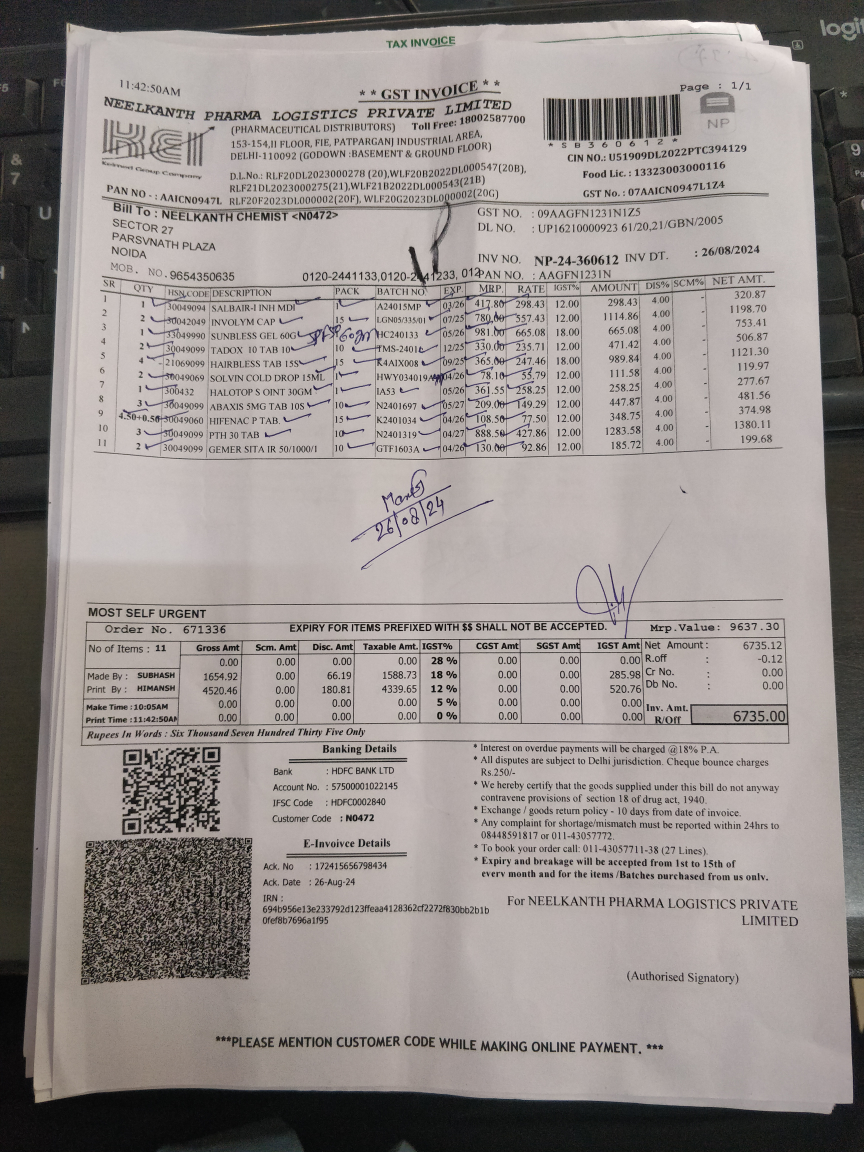 TAX INVOICE
11:42:50AM
* * GST INVOICE * *
Page : 1/1
NEELKANTH PHARMA LOGISTICS PRIVATE LIMITED
(PHARMACEUTICAL DISTRIBUTORS) Toll Free: 18002587700
153-154,II FLOOR, FIE, PATPARGANJ INDUSTRIAL AREA,
DELHI-110092 (GODOWN :BASEMENT & GROUND FLOOR)
D.L.No.: RLF20DL2023000278 (20),WLF20B2022DL000547(20B),
RLF21DL2023000275(21),WLF21B2022DL000543(21B)
RLF20F2023DL000002(20F), WLF20G2023DL000002(20G)
Kelment Group Company
PAN NO - : AAICN0947L
* S B 3 6 0 6 1 2 *
NP
CIN NO.: U51909DL2022PTC394129
Food Lic.: 13323003000116
GST No.: 07AAICN0947L1Z4
Bill To : NEELKANTH CHEMIST <N0472>
SECTOR 27
PARSVNATH PLAZA
NOIDA
MOB. NO. 9654350635 0120-2441133,0120-2441233, 012
GST NO. : 09AAGFN1231N1Z5
DL NO. : UP16210000923 61/20,21/GBN/2005
INV NO. NP-24-360612 INV DT. : 26/08/2024
PAN NO. : AAGFN1231N
SR QTY HSN.CODE DESCRIPTION PACK BATCH NO EXP MRP. RATE IGST% AMOUNT DIS% SCM% NET AMT.
1 1 30049094 SALBAIR-I INH MDI 1 A24015MP 03/26 417.80 298.43 12.00 298.43 4.00 - 320.87
2 2 30042049 INVOLYM CAP 15 LGN05/335/01 07/25 780.00 557.43 12.00 1114.86 4.00 - 1198.70
3 1 33049990 SUNBLESS GEL 60G HC240133 05/26 981.00 665.08 18.00 665.08 4.00 - 753.41
4 2 30049099 TADOX 10 TAB 10 10 TMS-2401 12/25 330.00 235.71 12.00 471.42 4.00 - 506.87
5 4 21069099 HAIRBLESS TAB 15S 15 K4AIX008 09/25 365.00 247.46 18.00 989.84 4.00 - 1121.30
6 2 30049069 SOLVIN COLD DROP 15ML 1 HWY034019 04/26 78.10 55.79 12.00 111.58 4.00 - 119.97
7 1 300432 HALOTOP S OINT 30GM 1 IA53 05/26 361.55 258.25 12.00 258.25 4.00 - 277.67
8 3 30049099 ABAXIS 5MG TAB 10S 10 N2401697 05/27 209.00 149.29 12.00 447.87 4.00 - 481.56
9 4.50+0.50 30049060 HIFENAC P TAB. 15 K2401034 04/26 108.50 77.50 12.00 348.75 4.00 - 374.98
10 3 30049099 PTH 30 TAB 10 N2401319 04/27 888.50 427.86 12.00 1283.58 4.00 - 1380.11
11 2 30049099 GEMER SITA IR 50/1000/1 10 GTF1603A 04/26 130.00 92.86 12.00 185.72 4.00 - 199.68
26/08/24
MOST SELF URGENT
Order No. 671336 EXPIRY FOR ITEMS PREFIXED WITH $$ SHALL NOT BE ACCEPTED. Mrp.Value: 9637.30
No of Items : 11 Gross Amt Scm. Amt Disc. Amt Taxable Amt. IGST% CGST Amt SGST Amt IGST Amt Net Amount : 6735.12
0.00 0.00 0.00 0.00 28 % 0.00 0.00 0.00 R.off : -0.12
Made By : SUBHASH 1654.92 0.00 66.19 1588.73 18 % 0.00 0.00 285.98 Cr No. : 0.00
Print By : HIMANSH 4520.46 0.00 180.81 4339.65 12 % 0.00 0.00 520.76 Db No. : 0.00
Make Time : 10:05AM 0.00 0.00 0.00 0.00 5 % 0.00 0.00 0.00 Inv. Amt.
Print Time :11:42:50AM 0.00 0.00 0.00 0.00 0 % 0.00 0.00 0.00 R/Off 6735.00
Rupees In Words : Six Thousand Seven Hundred Thirty Five Only
Banking Details
Bank : HDFC BANK LTD
Account No. : 57500001022145
IFSC Code : HDFC0002840
Customer Code : N0472
E-Invoivce Details
Ack. No : 172415656798434
Ack. Date : 26-Aug-24
IRN :
694b956e13e233792d123ffeaa4128362cf2272f830bb2b1b
0fef8b7696a1f95
* Interest on overdue payments will be charged @18% P.A.
* All disputes are subject to Delhi jurisdiction. Cheque bounce charges
Rs.250/-
* We hereby certify that the goods supplied under this bill do not anyway
contravene provisions of section 18 of drug act, 1940.
* Exchange / goods return policy - 10 days from date of invoice.
* Any complaint for shortage/mismatch must be reported within 24hrs to
08448591817 or 011-43057772.
* To book your order call: 011-43057711-38 (27 Lines).
* Expiry and breakage will be accepted from 1st to 15th of
every month and for the items /Batches purchased from us only.
For NEELKANTH PHARMA LOGISTICS PRIVATE
LIMITED
(Authorised Signatory)
***PLEASE MENTION CUSTOMER CODE WHILE MAKING ONLINE PAYMENT. ***